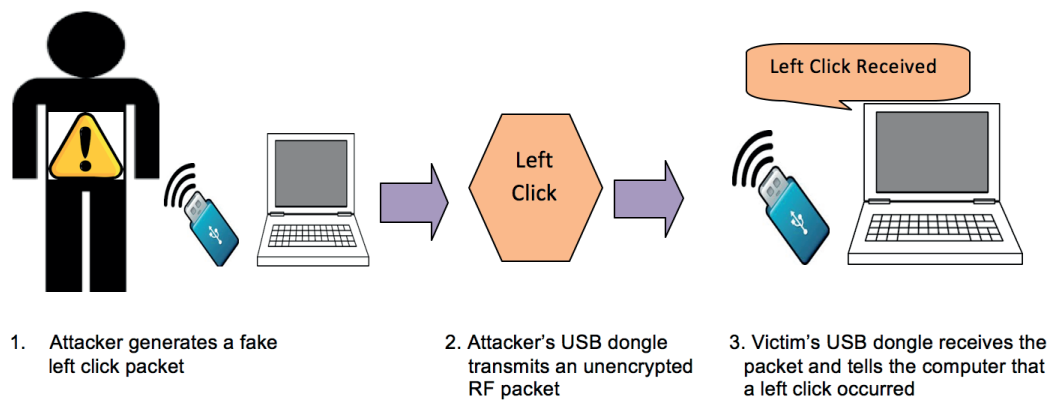 Left Click Received
Left
Click
1. Attacker generates a fake
left click packet
2. Attacker's USB dongle
transmits an unencrypted
RF packet
3. Victim's USB dongle receives the
packet and tells the computer that
a left click occurred